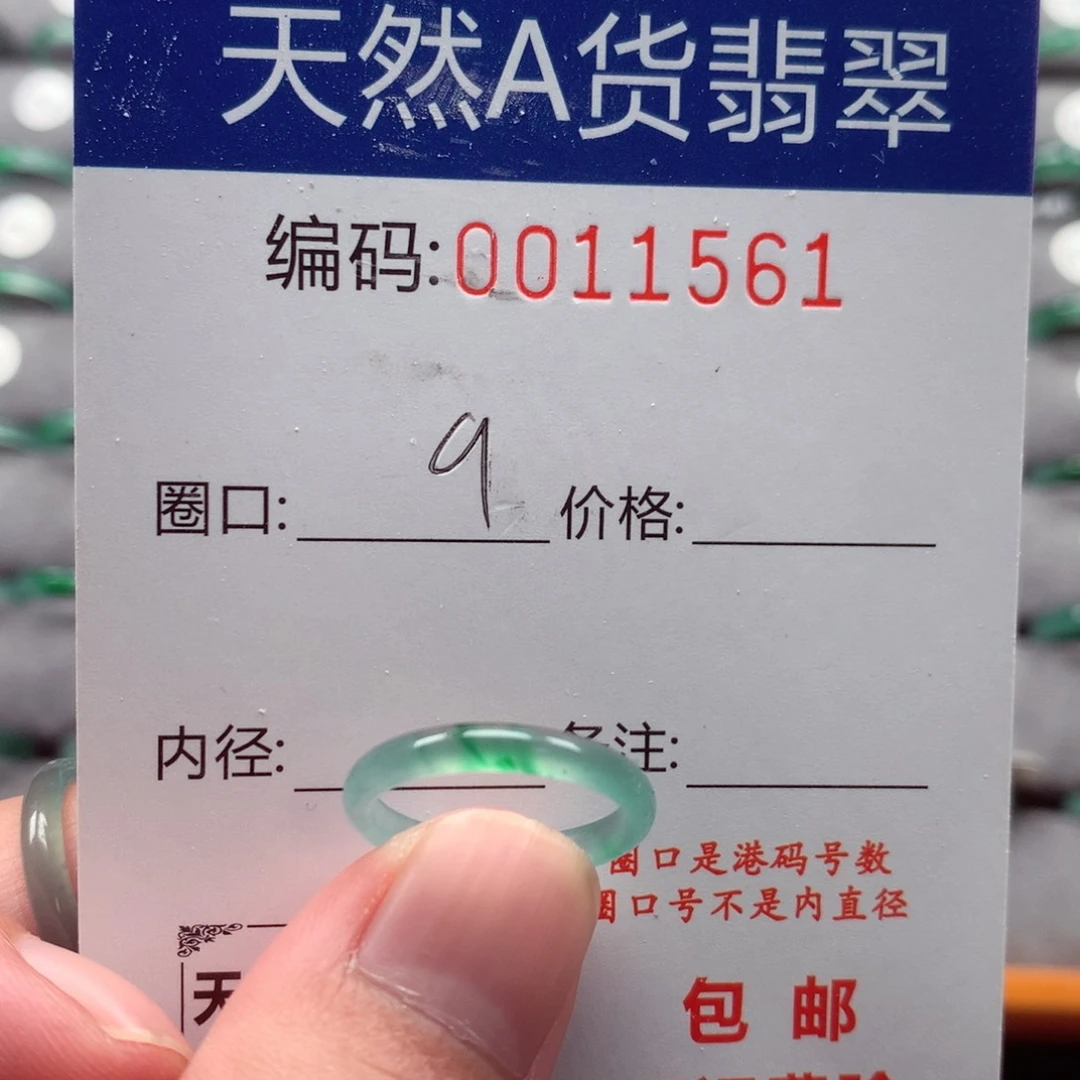 天然A货翡翠
编码:0011561
圈口: 9 价格:
内径: 备注:
圈口是港码号数
圈口号不是内直径
天
包 邮